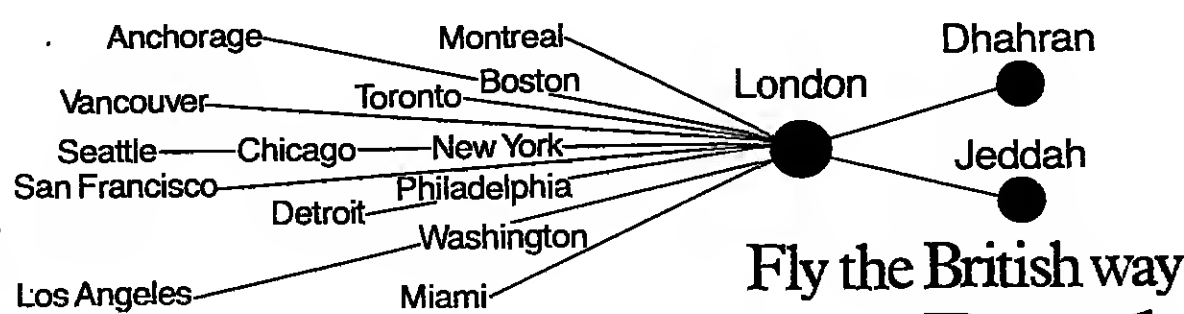 Anchorage
Montreal
Dhahran
Boston
London
Vancouver
Toronto
Seattle
Chicago
New York
Jeddah
San Francisco
Philadelphia
Detroit
Washington
Fly the British way
Los Angeles
Miami